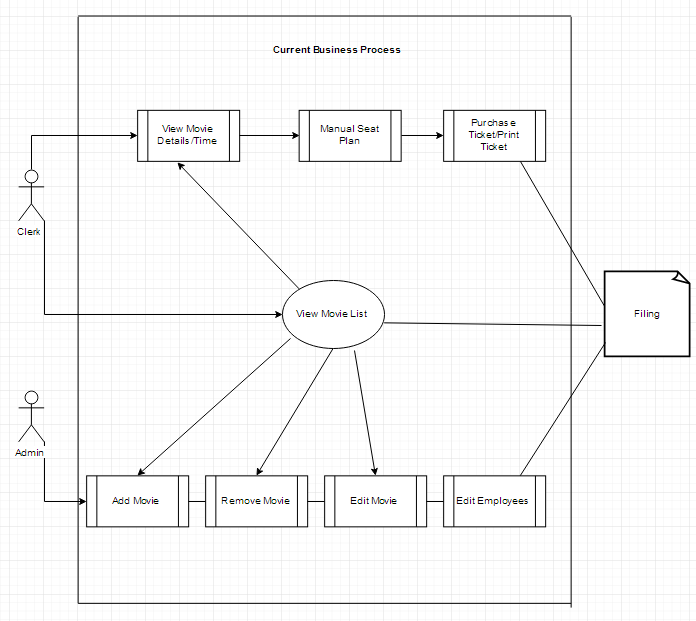 Current Business Process
View Movie
Details/Time
Manual Seat
Plan
Purchase
Ticket/Print
Ticket
Clerk
View Movie List
Filing
Admin
Add Movie
Remove Movie
Edit Movie
Edit Employees